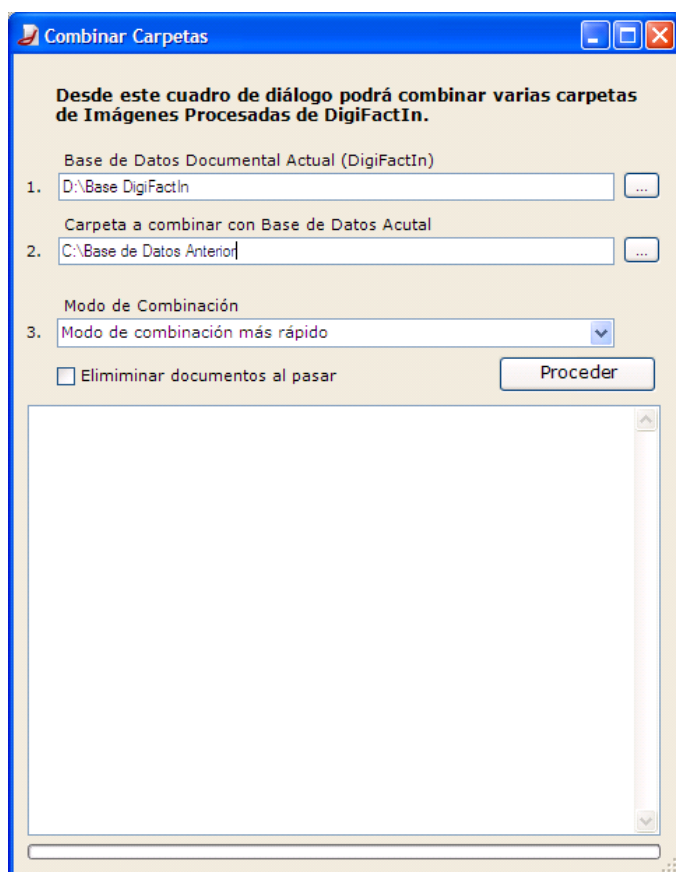 Combinar Carpetas
Desde este cuadro de diálogo podrá combinar varias carpetas
de Imágenes Procesadas de DigiFactIn.
Base de Datos Documental Actual (DigiFactIn)
1. D:\Base DigiFactIn ...
Carpeta a combinar con Base de Datos Acutal
2. C:\Base de Datos Anterior ...
Modo de Combinación
3. Modo de combinación más rápido
Elimiminar documentos al pasar Proceder